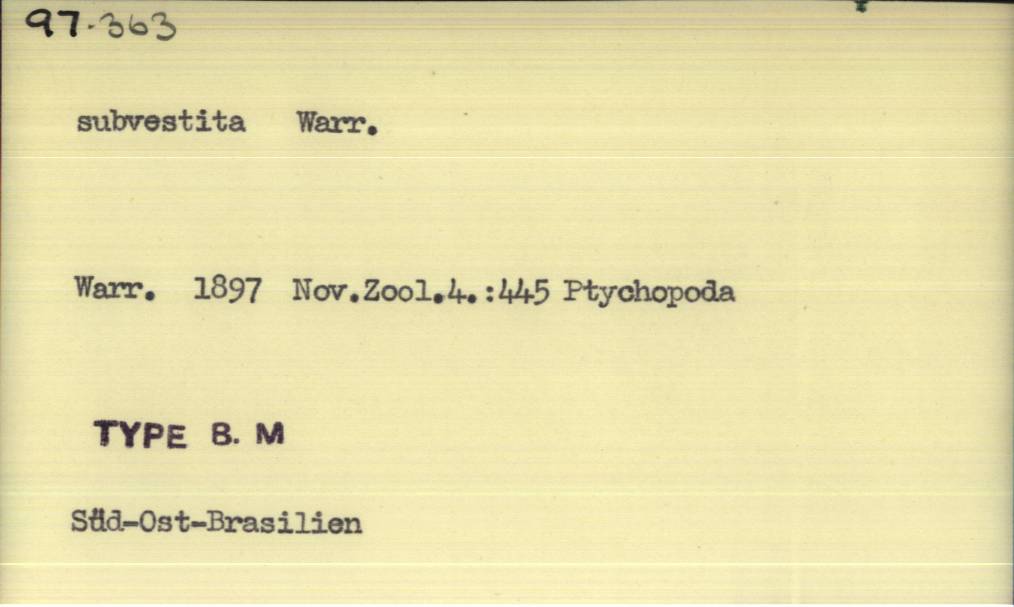 97.363
subvestita Warr.
Warr. 1897 Nov.Zool.4.:445 Ptychopoda
TYPE B. M
Süd-Ost-Brasilien